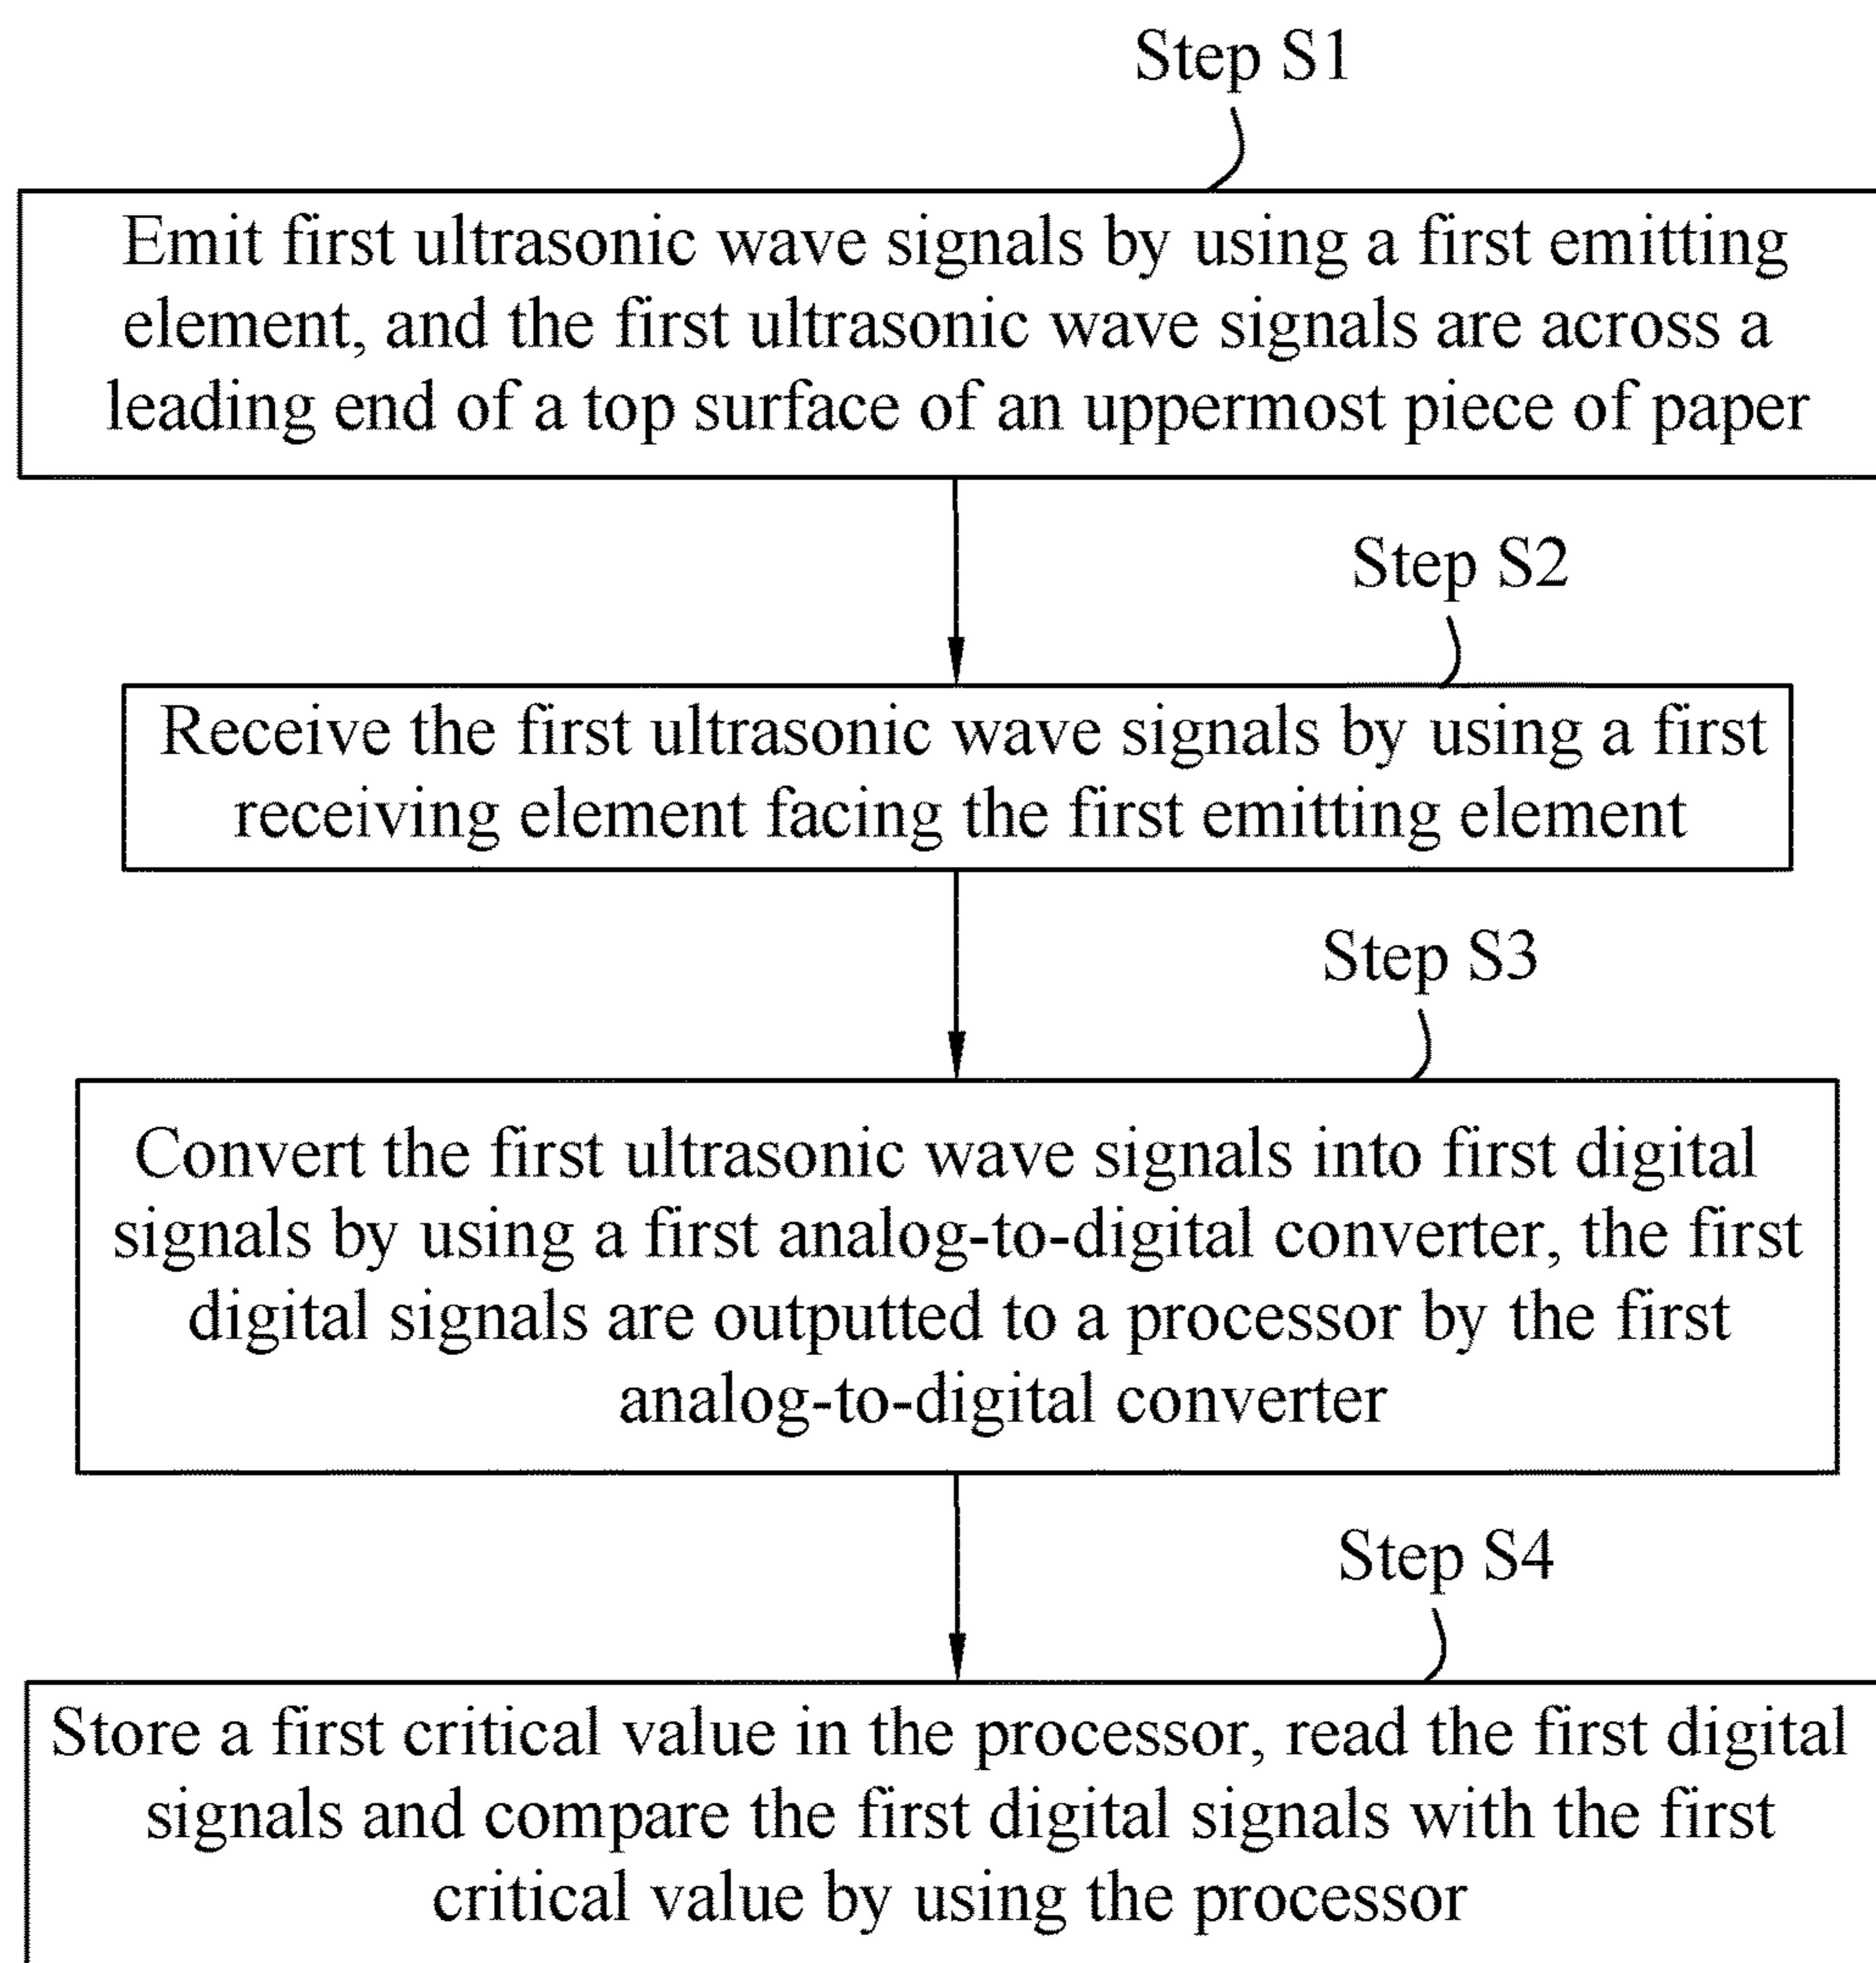 Step S1
Emit first ultrasonic wave signals by using a first emitting
element, and the first ultrasonic wave signals are across a
leading end of a top surface of an uppermost piece of paper
Step S2
Receive the first ultrasonic wave signals by using a first
receiving element facing the first emitting element
Step S3
Convert the first ultrasonic wave signals into first digital
signals by using a first analog-to-digital converter, the first
digital signals are outputted to a processor by the first
analog-to-digital converter
Step S4
Store a first critical value in the processor, read the first digital
signals and compare the first digital signals with the first
critical value by using the processor